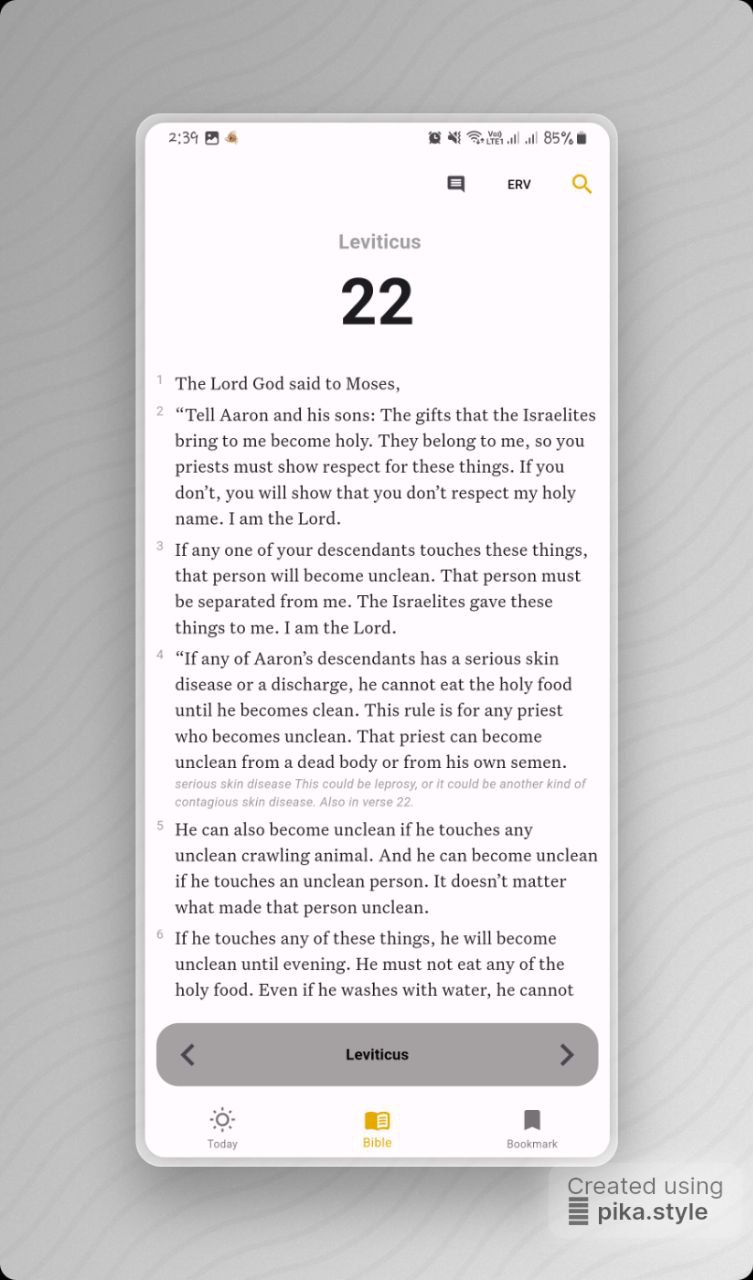 2:39
Vo)
LTE1
85%
ERV
Leviticus
22
1 The Lord God said to Moses,
2 “Tell Aaron and his sons: The gifts that the Israelites
bring to me become holy. They belong to me, so you
priests must show respect for these things. If you
don’t, you will show that you don’t respect my holy
name. I am the Lord.
3 If any one of your descendants touches these things,
that person will become unclean. That person must
be separated from me. The Israelites gave these
things to me. I am the Lord.
4 “If any of Aaron’s descendants has a serious skin
disease or a discharge, he cannot eat the holy food
until he becomes clean. This rule is for any priest
who becomes unclean. That priest can become
unclean from a dead body or from his own semen.
serious skin disease This could be leprosy, or it could be another kind of
contagious skin disease. Also in verse 22.
5 He can also become unclean if he touches any
unclean crawling animal. And he can become unclean
if he touches an unclean person. It doesn’t matter
what made that person unclean.
6 If he touches any of these things, he will become
unclean until evening. He must not eat any of the
holy food. Even if he washes with water, he cannot
Leviticus
Today
Bible
Bookmark
Created using
pika.style